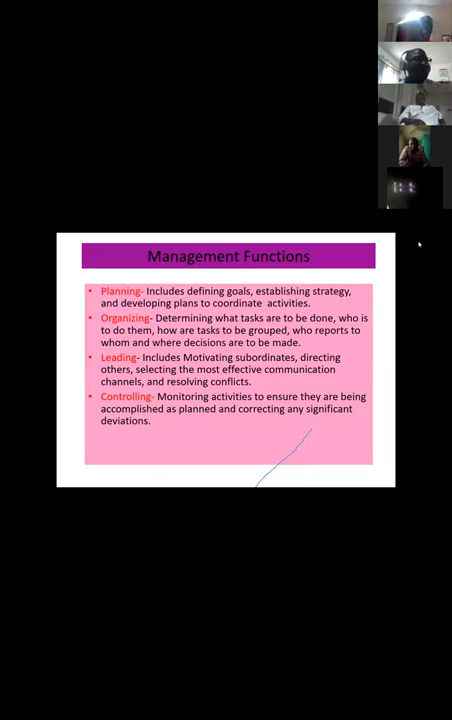 Management Functions
• Planning- Includes defining goals, establishing strategy,
and developing plans to coordinate activities.
• Organizing- Determining what tasks are to be done, who is
to do them, how are tasks to be grouped, who reports to
whom and where decisions are to be made.
• Leading- Includes Motivating subordinates, directing
others, selecting the most effective communication
channels, and resolving conflicts.
• Controlling- Monitoring activities to ensure they are being
accomplished as planned and correcting any significant
deviations.